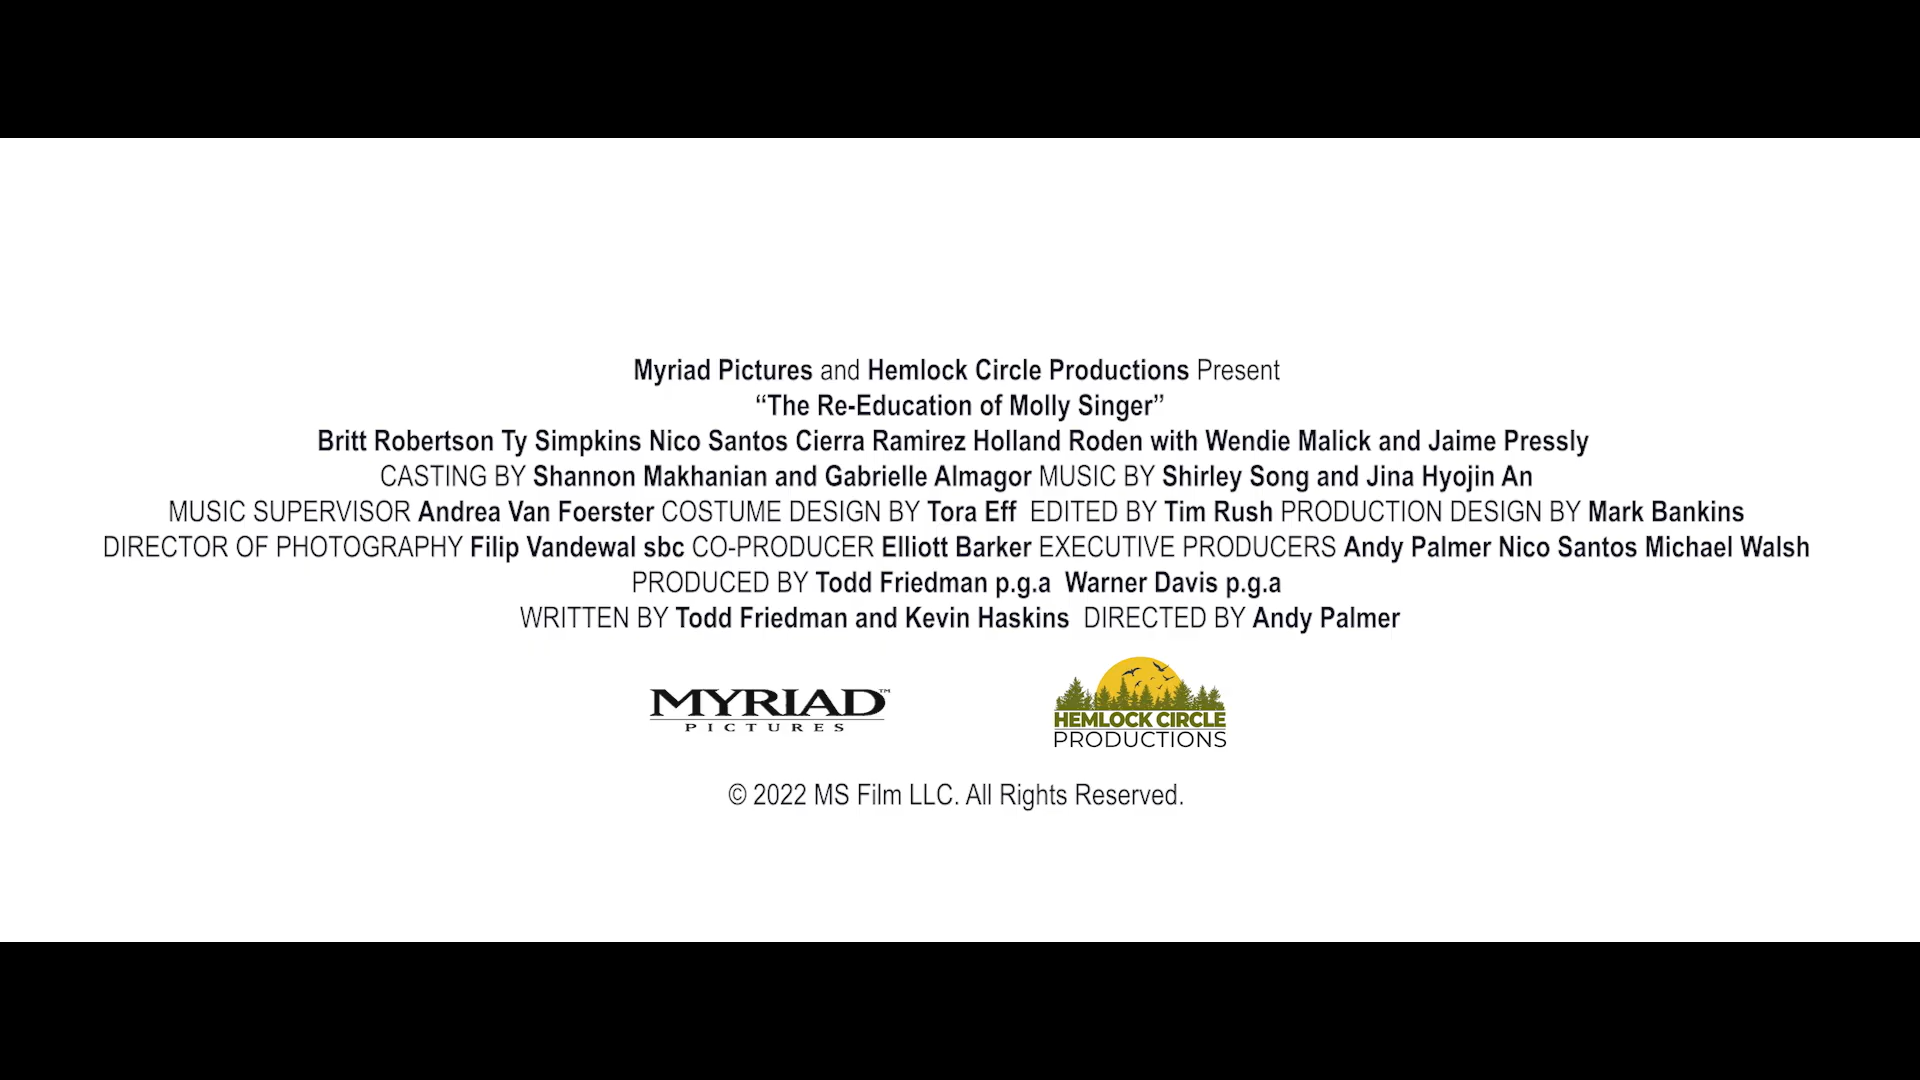 Myriad Pictures and Hemlock Circle Productions Present
“The Re-Education of Molly Singer”
Britt Robertson Ty Simpkins Nico Santos Cierra Ramirez Holland Roden with Wendie Malick and Jaime Pressly
CASTING BY Shannon Makhanian and Gabrielle Almagor MUSIC BY Shirley Song and Jina Hyojin An
MUSIC SUPERVISOR Andrea Van Foerster COSTUME DESIGN BY Tora Eff EDITED BY Tim Rush PRODUCTION DESIGN BY Mark Bankins
DIRECTOR OF PHOTOGRAPHY Filip Vandewal sbc CO-PRODUCER Elliott Barker EXECUTIVE PRODUCERS Andy Palmer Nico Santos Michael Walsh
PRODUCED BY Todd Friedman p.g.a Warner Davis p.g.a
WRITTEN BY Todd Friedman and Kevin Haskins DIRECTED BY Andy Palmer
MYRIAD™
PICTURES
HEMLOCK CIRCLE
PRODUCTIONS
© 2022 MS Film LLC. All Rights Reserved.